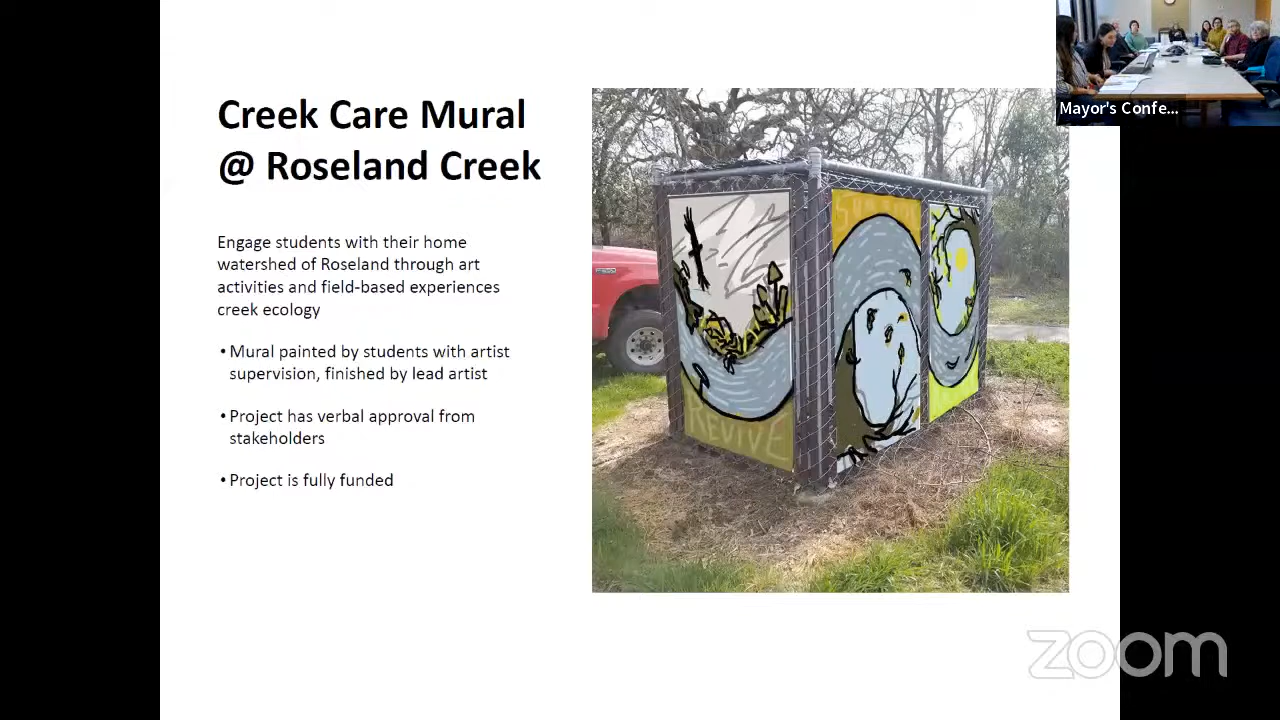 Creek Care Mural
@ Roseland Creek
Engage students with their home
watershed of Roseland through art
activities and field-based experiences
creek ecology
• Mural painted by students with artist
supervision, finished by lead artist
• Project has verbal approval from
stakeholders
• Project is fully funded
REVIVE
Mayor's Confe...
zoom